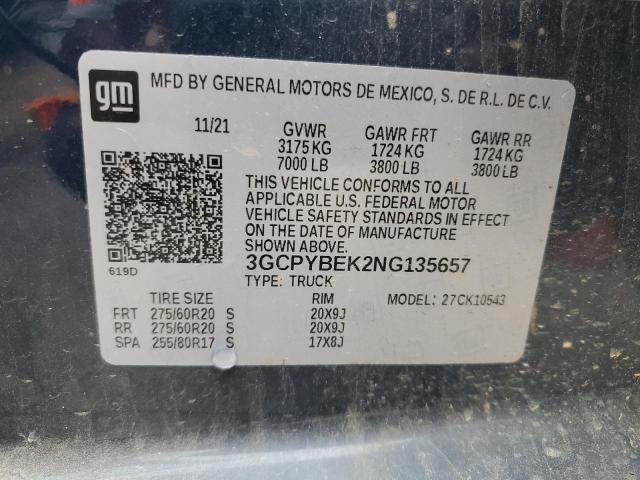 gm
MFD BY GENERAL MOTORS DE MEXICO, S. DE R.L. DE C.V.
11/21 GVWR GAWR FRT GAWR RR
3175 KG 1724 KG 1724 KG
7000 LB 3800 LB 3800 LB
THIS VEHICLE CONFORMS TO ALL
APPLICABLE U.S. FEDERAL MOTOR
VEHICLE SAFETY STANDARDS IN EFFECT
ON THE DATE OF MANUFACTURE
SHOWN ABOVE.
619D
3GCPYBEK2NG135657
TYPE: TRUCK
TIRE SIZE RIM MODEL: 27CK10543
FRT 275/60R20 S 20X9J
RR 275/60R20 S 20X9J
SPA 255/80R17 S 17X8J